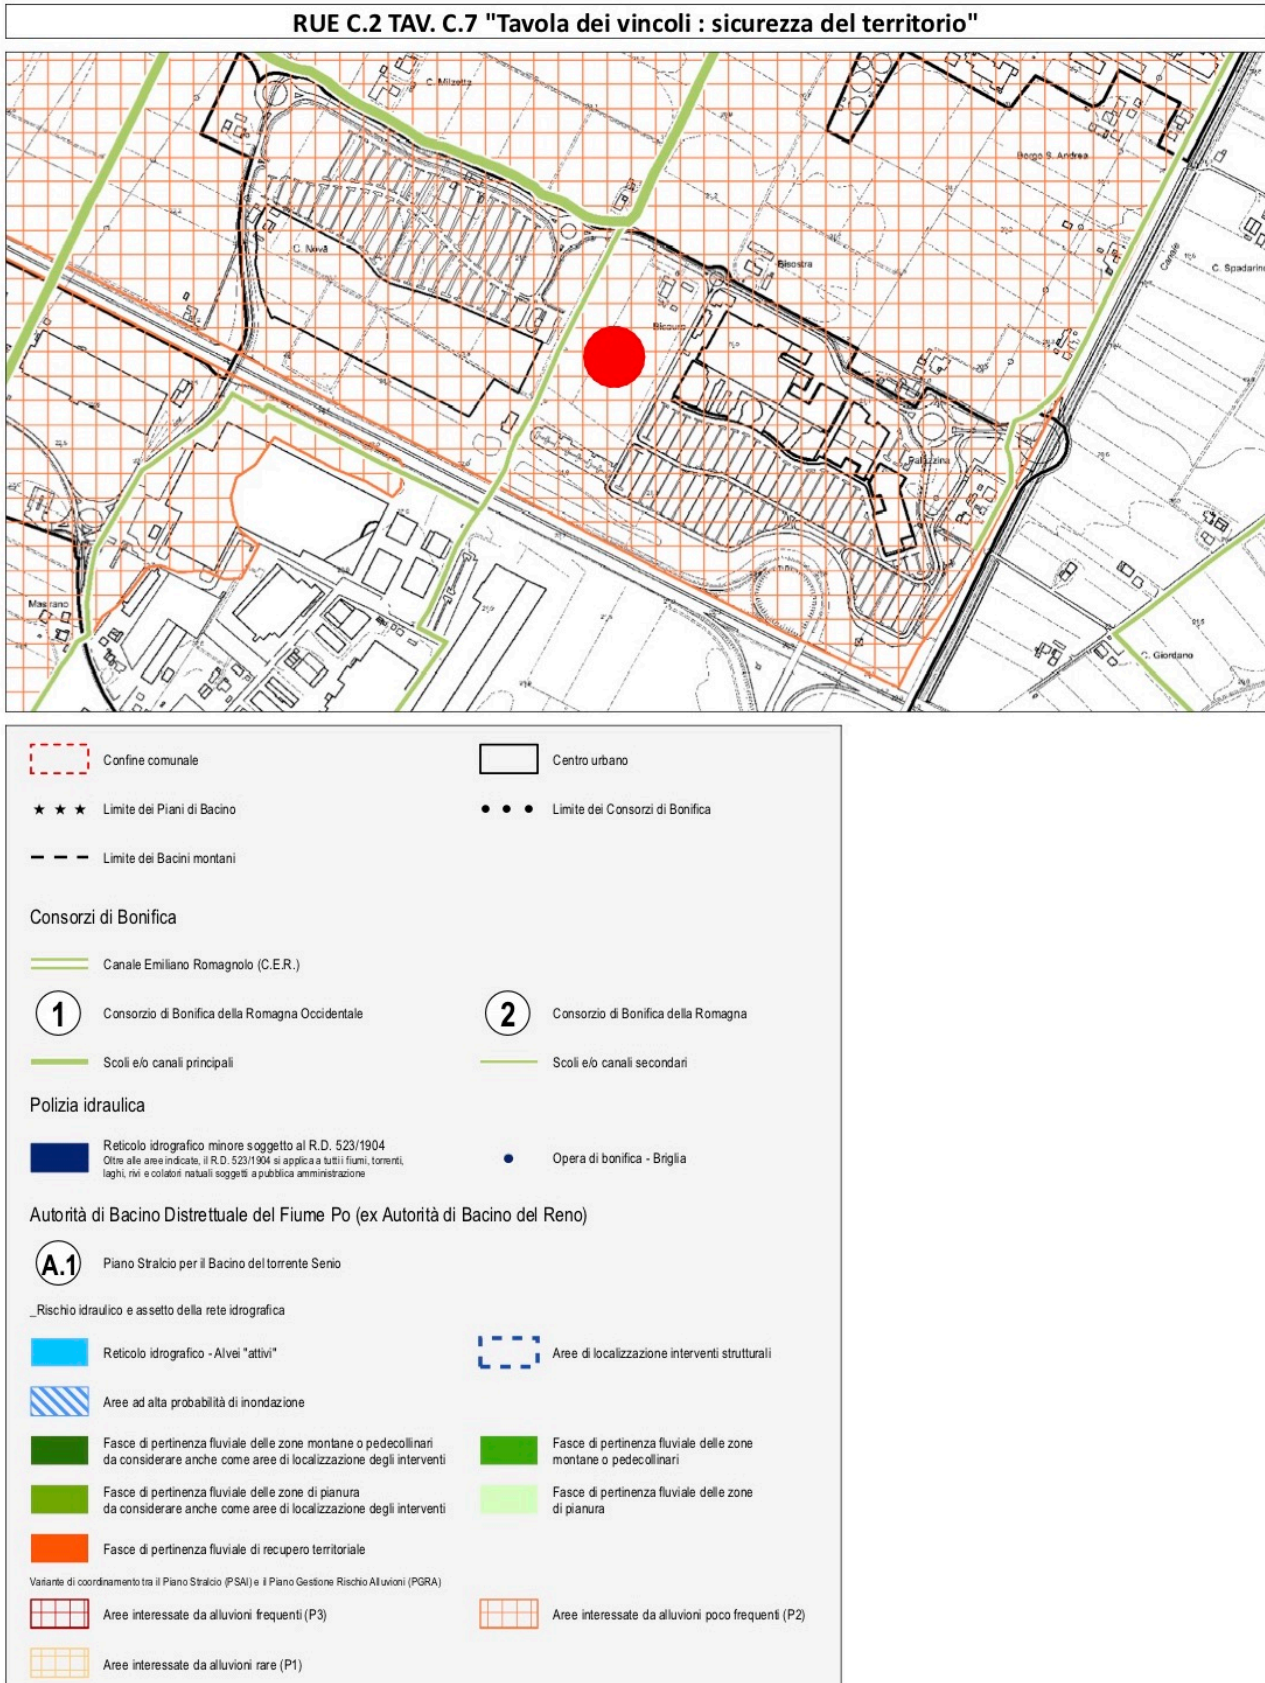 RUE C.2 TAV. C.7 "Tavola dei vincoli : sicurezza del territorio"
C. Milzetta
Borgo S. Andrea
C. Nova
Bisostra
Canale
C. Spadarino
Palazzina
Masirano
C. Giordano
Confine comunale
Centro urbano
Limite dei Piani di Bacino
Limite dei Consorzi di Bonifica
Limite dei Bacini montani
Consorzi di Bonifica
Canale Emiliano Romagnolo (C.E.R.)
1 Consorzio di Bonifica della Romagna Occidentale
2 Consorzio di Bonifica della Romagna
Scoli e/o canali principali
Scoli e/o canali secondari
Polizia idraulica
Reticolo idrografico minore soggetto al R.D. 523/1904
Oltre alle aree indicate, il R.D. 523/1904 si applica a tutti i fiumi, torrenti,
laghi, rivi e colatori natuali soggetti a pubblica amministrazione
Opera di bonifica - Briglia
Autorità di Bacino Distrettuale del Fiume Po (ex Autorità di Bacino del Reno)
A.1 Piano Stralcio per il Bacino del torrente Senio
_Rischio idraulico e assetto della rete idrografica
Reticolo idrografico - Alvei "attivi"
Aree di localizzazione interventi strutturali
Aree ad alta probabilità di inondazione
Fasce di pertinenza fluviale delle zone montane o pedecollinari
da considerare anche come aree di localizzazione degli interventi
Fasce di pertinenza fluviale delle zone
montane o pedecollinari
Fasce di pertinenza fluviale delle zone di pianura
da considerare anche come aree di localizzazione degli interventi
Fasce di pertinenza fluviale delle zone
di pianura
Fasce di pertinenza fluviale di recupero territoriale
Variante di coordinamento tra il Piano Stralcio (PSAI) e il Piano Gestione Rischio Alluvioni (PGRA)
Aree interessate da alluvioni frequenti (P3)
Aree interessate da alluvioni poco frequenti (P2)
Aree interessate da alluvioni rare (P1)